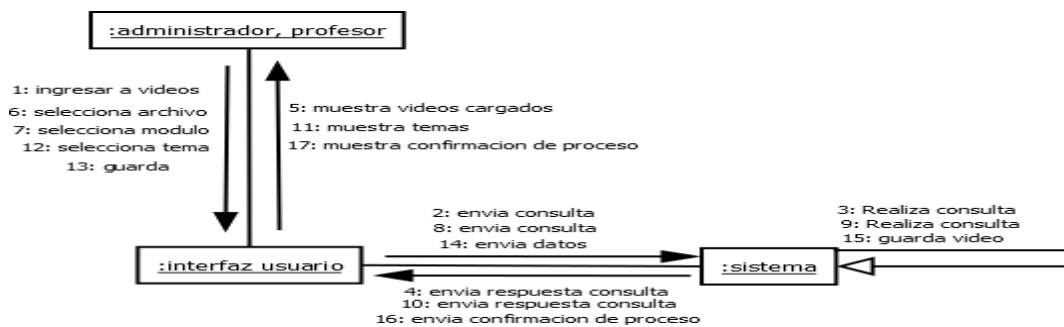 :administrador, profesor
1: ingresar a videos
6: selecciona archivo
7: selecciona modulo
12: selecciona tema
13: guarda
5: muestra videos cargados
11: muestra temas
17: muestra confirmacion de proceso
2: envia consulta
8: envia consulta
14: envia datos
3: Realiza consulta
9: Realiza consulta
15: guarda video
:interfaz usuario
:sistema
4: envia respuesta consulta
10: envia respuesta consulta
16: envia confirmacion de proceso